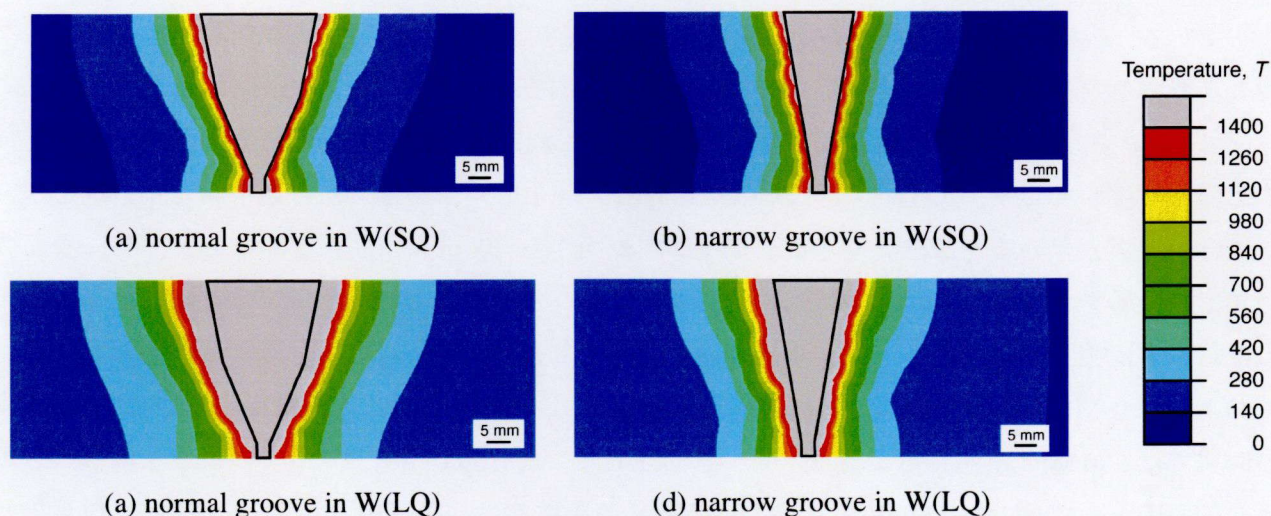 5 mm
5 mm
(a) normal groove in W(SQ)
(b) narrow groove in W(SQ)
5 mm
5 mm
(a) normal groove in W(LQ)
(d) narrow groove in W(LQ)
Temperature, T
1400
1260
1120
980
840
700
560
420
280
140
0